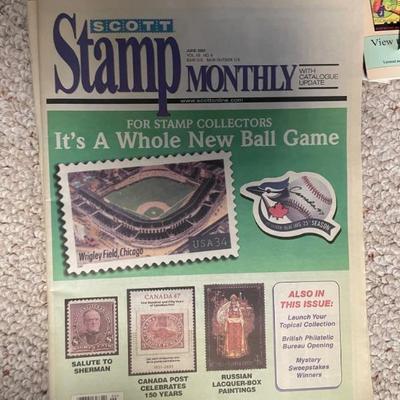 SCOTT
Stamp
MONTHLY
WITH
CATALOGUE
UPDATE
www.scottonline.com
FOR STAMP COLLECTORS
It's A Whole New Ball Game
Wrigley Field, Chicago
USA34
SEASON
SALUTE TO
SHERMAN
CANADA 47
CANADA POST
CELEBRATES
150 YEARS
RUSSIAN
LACQUER-BOX
PAINTINGS
ALSO IN
THIS ISSUE:
Launch Your
Topical Collection
British Philatelic
Bureau Opening
Mystery
Sweepstakes
Winners
View